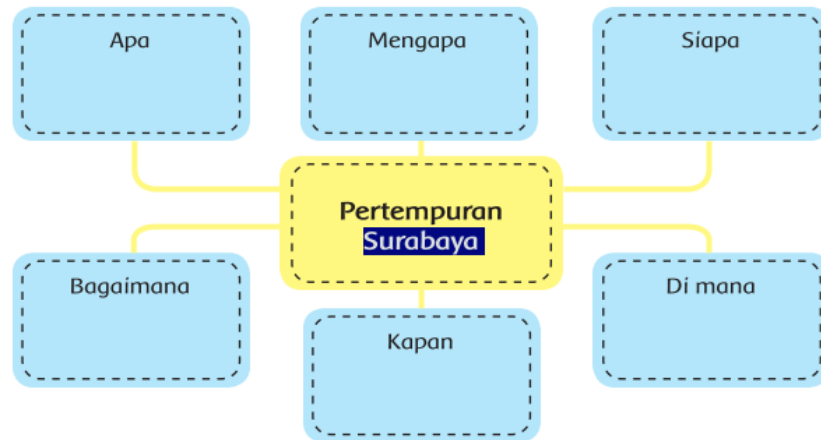 Apa
Mengapa
Siapa
Pertempuran
Surabaya
Bagaimana
Kapan
Di mana